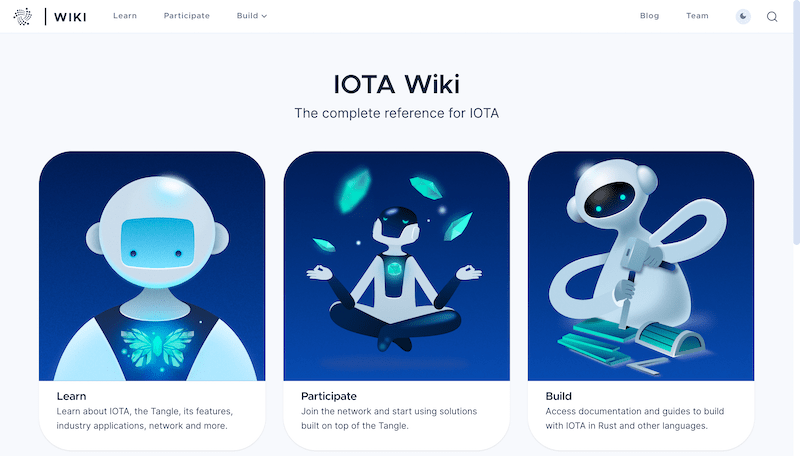 WIKI Learn Participate Build Blog Team
IOTA Wiki
The complete reference for IOTA
Learn
Learn about IOTA, the Tangle, its features,
industry applications, network and more.
Participate
Join the network and start using solutions
built on top of the Tangle.
Build
Access documentation and guides to build
with IOTA in Rust and other languages.